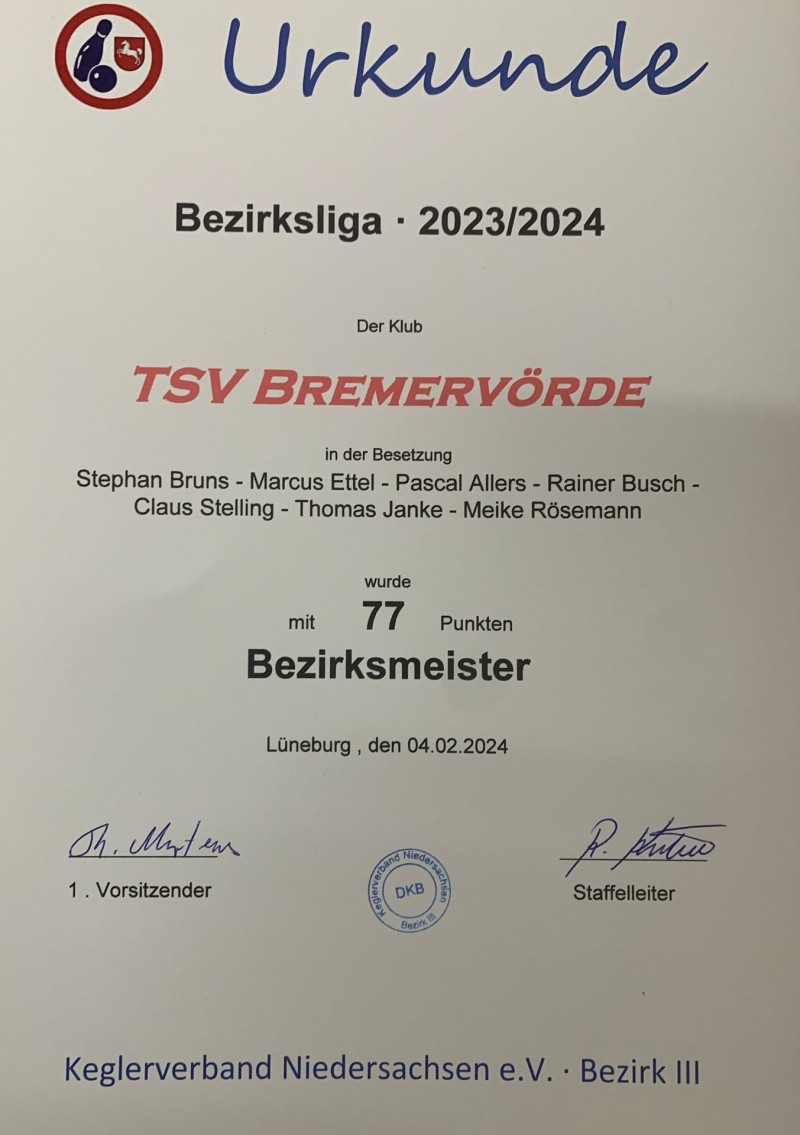 Urkunde
Bezirksliga · 2023/2024
Der Klub
TSV BREMERVÖRDE
in der Besetzung
Stephan Bruns - Marcus Ettel - Pascal Allers - Rainer Busch -
Claus Stelling - Thomas Janke - Meike Rösemann
wurde
mit 77 Punkten
Bezirksmeister
Lüneburg , den 04.02.2024
1 . Vorsitzender
Keglerverband Niedersachsen
DKB
Bezirk III
Staffelleiter
Keglerverband Niedersachsen e.V. · Bezirk III